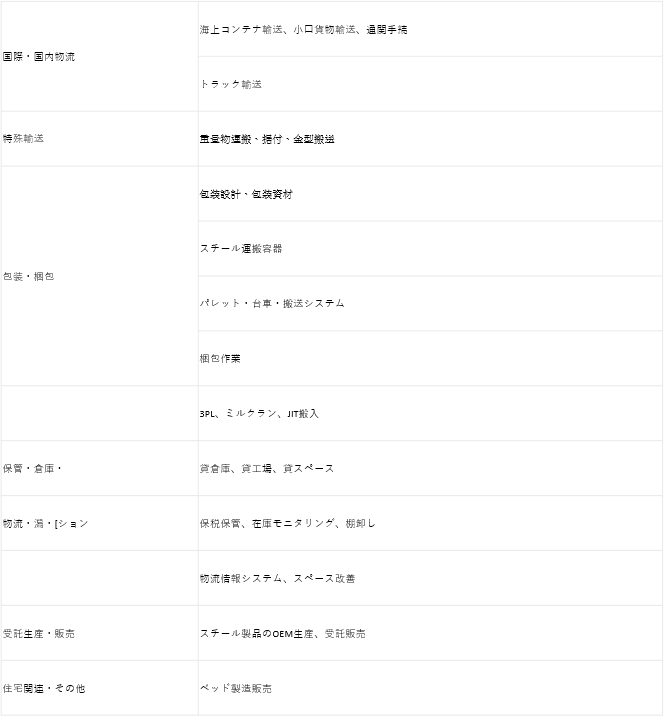 国際・国内物流
海上コンテナ輸送、小口貨物輸送、通関手続
トラック輸送
特殊輸送
重量物運搬、据付、金型搬送
包装・梱包
包装設計、包装資材
スチール運搬容器
パレット・台車・搬送システム
梱包作業
3PL、ミルクラン、JIT搬入
保管・倉庫・
貸倉庫、貸工場、貸スペース
物流・潟・[ション
保税保管、在庫モニタリング、棚卸し
物流情報システム、スペース改善
受託生産・販売
スチール製品のOEM生産、受託販売
住宅関連・その他
ベッド製造販売